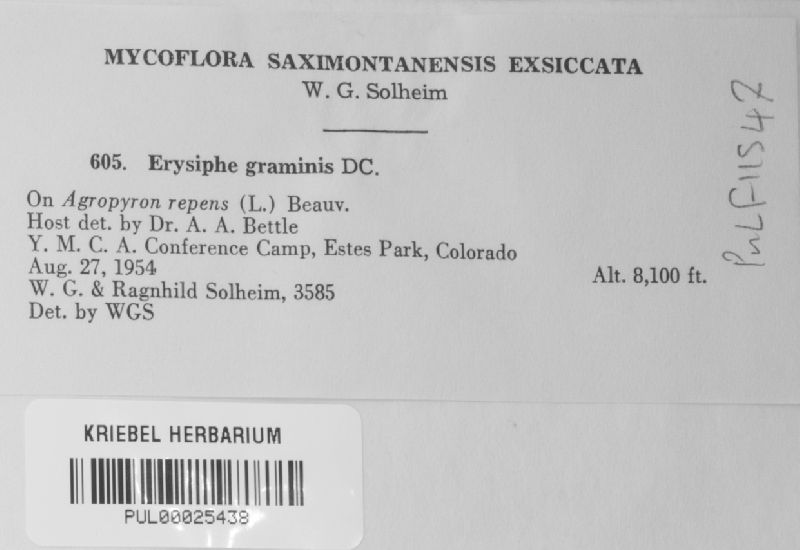 MYCOFLORA SAXIMONTANENSIS EXSICCATA
W. G. Solheim
605. Erysiphe graminis DC.
On Agropyron repens (L.) Beauv.
Host det. by Dr. A. A. Bettle
Y. M. C. A. Conference Camp, Estes Park, Colorado
Aug. 27, 1954
Alt. 8,100 ft.
W. G. & Ragnhild Solheim, 3585
Det. by WGS
PULF11547
KRIEBEL HERBARIUM
PUL00025438